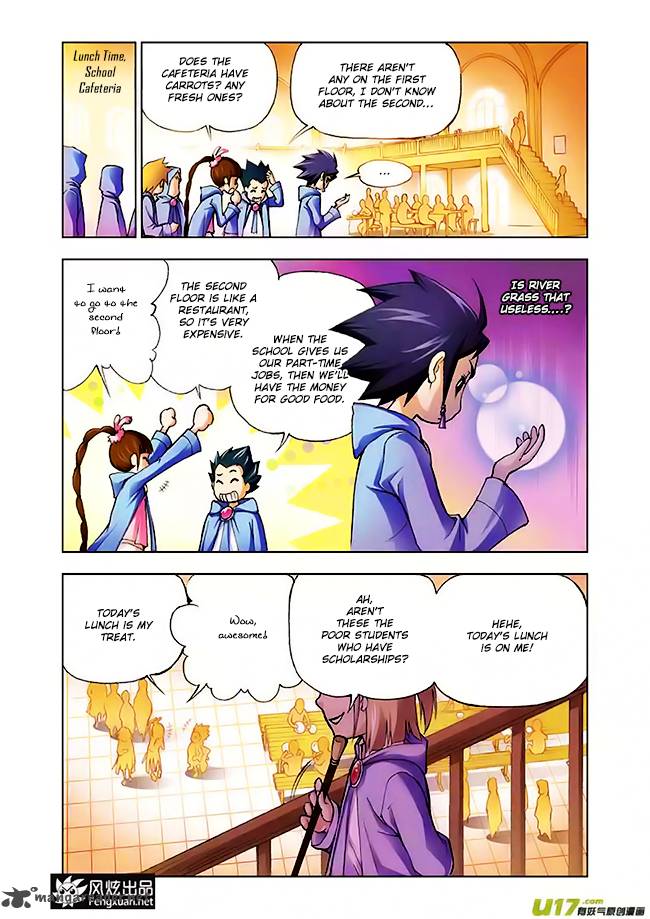 Lunch Time,
School
Cafeteria
DOES THE
CAFETERIA HAVE
CARROTS? ANY
FRESH ONES?
THERE AREN'T
ANY ON THE FIRST
FLOOR, I DON'T KNOW
ABOUT THE SECOND...
...
I want
to go to the
second
floor!
THE SECOND
FLOOR IS LIKE A
RESTAURANT,
SO IT'S VERY
EXPENSIVE.
WHEN THE
SCHOOL GIVES US
OUR PART-TIME
JOBS, THEN WE'LL
HAVE THE MONEY
FOR GOOD FOOD.
IS RIVER
GRASS THAT
USELESS....?
TODAY'S
LUNCH IS MY
TREAT.
Wow,
awesome!
AH,
AREN'T
THESE THE
POOR STUDENTS
WHO HAVE
SCHOLARSHIPS?
HEHE,
TODAY'S LUNCH
IS ON ME!
风炫出品
Fengxuan.net
U17.com
有妖气原创漫画